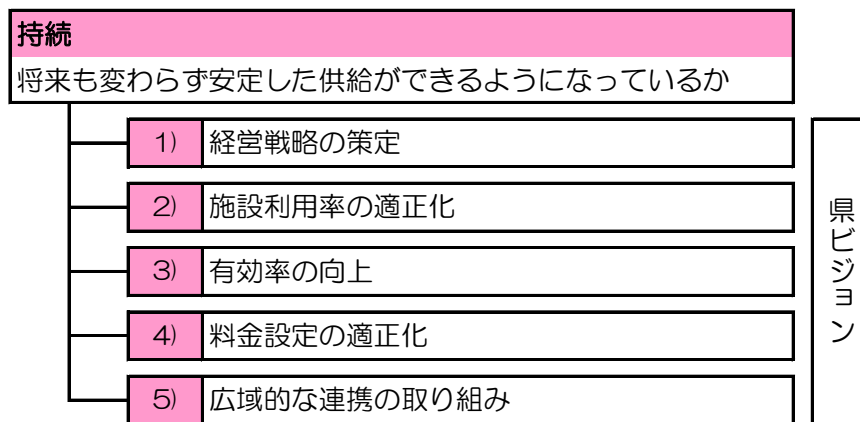 持続
将来も変わらず安定した供給ができるようになっているか
1) 経営戦略の策定
2) 施設利用率の適正化
3) 有効率の向上
4) 料金設定の適正化
5) 広域的な連携の取り組み
県ビジョン